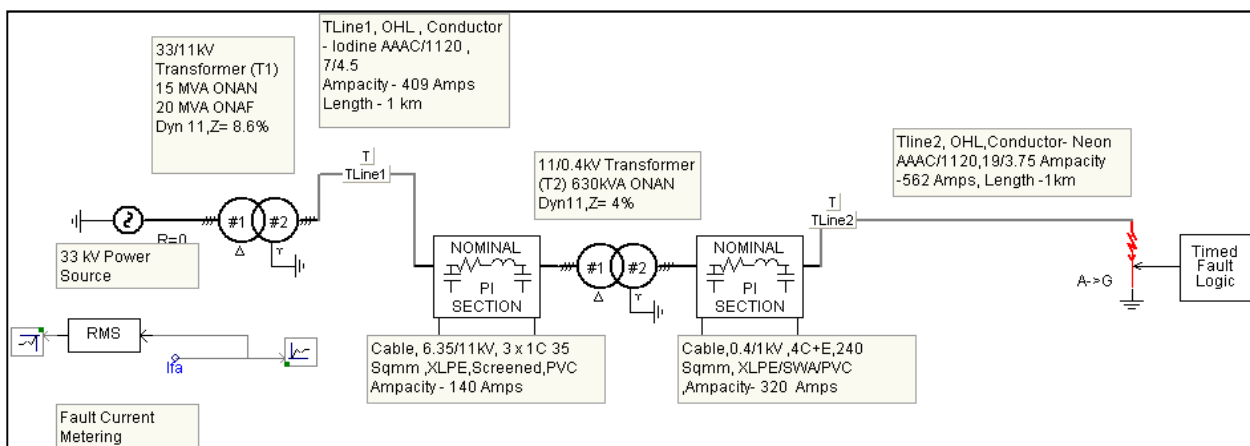 33/11kV
Transformer (T1)
15 MVA ONAN
20 MVA ONAF
Dyn 11,Z= 8.6%
TLine1, OHL , Conductor
- Iodine AAAC/1120 ,
7/4.5
Ampacity - 409 Amps
Length - 1 km
T
TLine1
11/0.4kV Transformer
(T2) 630kVA ONAN
Dyn11,Z= 4%
Tline2, OHL,Conductor- Neon
AAAC/1120,19/3.75 Ampacity
-562 Amps, Length -1km
T
TLine2
#1
#2
R=0
33 kV Power
Source
NOMINAL
PI
SECTION
#1
#2
NOMINAL
PI
SECTION
A->G
Timed
Fault
Logic
RMS
Ifa
Cable, 6.35/11kV, 3 x 1C 35
Sqmm ,XLPE,Screened,PVC
Ampacity - 140 Amps
Cable,0.4/1kV ,4C+E,240
Sqmm, XLPE/SWA/PVC
,Ampacity- 320 Amps
Fault Current
Metering